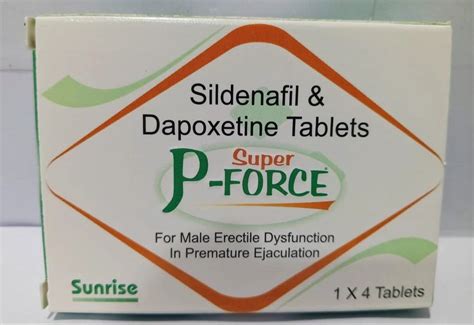 Sildenafil &
Dapoxetine Tablets
Super
P-FORCE
For Male Erectile Dysfunction
In Premature Ejaculation
Sunrise
1 X 4 Tablets